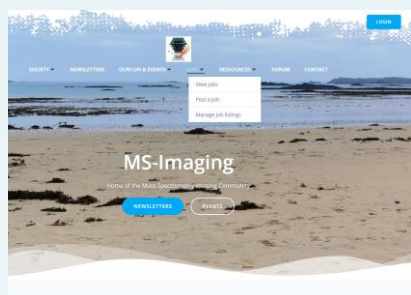 LOGIN
SOCIETY NEWSLETTERS OURCON & EVENTS RESSOURCES FORUM CONTACT
View jobs
Post a job
Manage job listings
MS-Imaging
Home of the Mass Spectrometry Imaging Community
NEWSLETTERS EVENTS